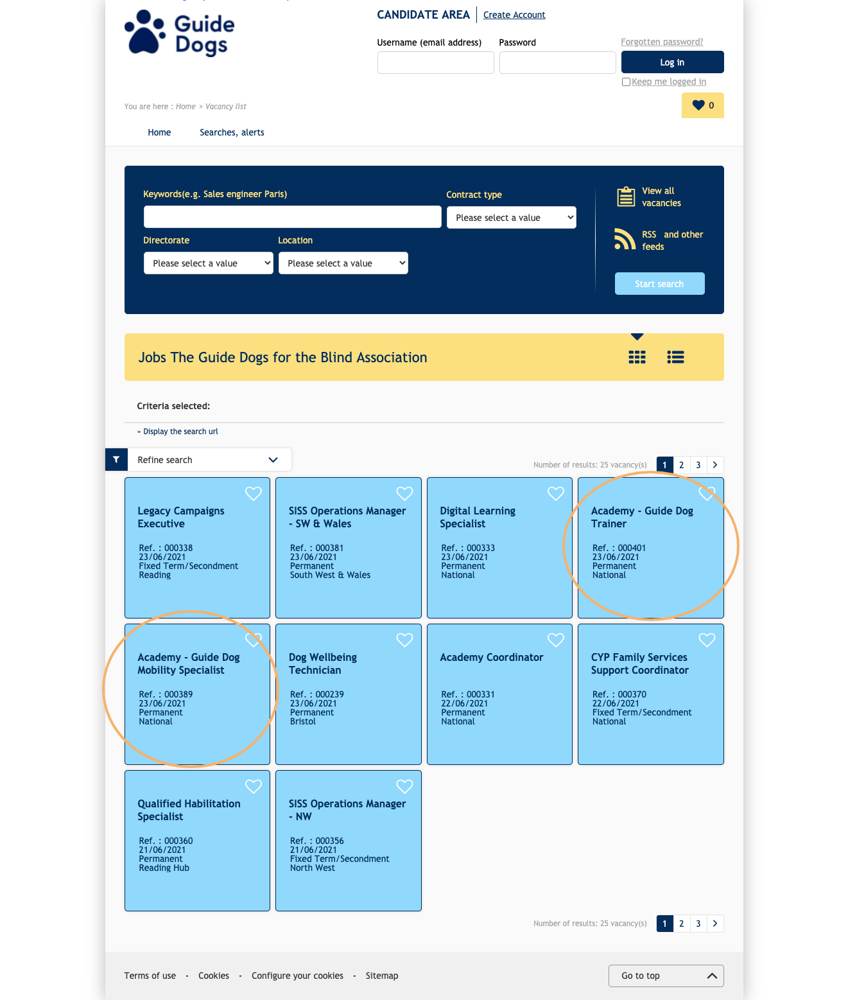 Guide
Dogs
CANDIDATE AREA
Create Account
Username (email address)
Password
Forgotten password?
Log in
Keep me logged in
You are here : Home > Vacancy list
0
Home
Searches, alerts
Keywords(e.g. Sales engineer Paris)
Contract type
Please select a value
Directorate
Location
Please select a value
Please select a value
View all
vacancies
RSS and other
feeds
Start search
Jobs The Guide Dogs for the Blind Association
Criteria selected:
» Display the search url
Refine search
Number of results: 25 vacancy(s)
1 2 3
Legacy Campaigns
Executive
Ref. : 000338
23/06/2021
Fixed Term/Secondment
Reading
SISS Operations Manager
- SW & Wales
Ref. : 000381
23/06/2021
Permanent
South West & Wales
Digital Learning
Specialist
Ref. : 000333
23/06/2021
Permanent
National
Academy - Guide Dog
Trainer
Ref. : 000401
23/06/2021
Permanent
National
Academy - Guide Dog
Mobility Specialist
Ref. : 000389
23/06/2021
Permanent
National
Dog Wellbeing
Technician
Ref. : 000239
23/06/2021
Permanent
Bristol
Academy Coordinator
Ref. : 000331
22/06/2021
Permanent
National
CYP Family Services
Support Coordinator
Ref. : 000370
22/06/2021
Fixed Term/Secondment
National
Qualified Habilitation
Specialist
Ref. : 000360
21/06/2021
Permanent
Reading Hub
SISS Operations Manager
- NW
Ref. : 000356
21/06/2021
Fixed Term/Secondment
North West
Number of results: 25 vacancy(s)
1 2 3
Terms of use - Cookies - Configure your cookies - Sitemap
Go to top